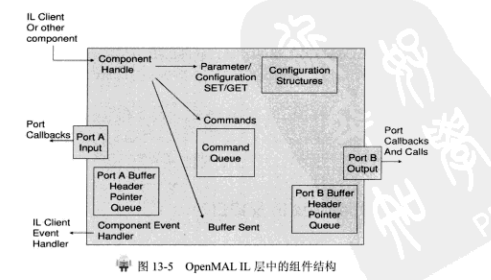 IL Client
Or other
component
Component
Handle
Parameter/
Configuration
SET/GET
Configuration
Structures
Commands
Command
Queue
Port
Callbacks
Port A
Input
Port A Buffer
Header
Pointer
Queue
Port B
Output
Port
Callbacks
And Calls
Port B Buffer
Header
Pointer
Queue
IL Client
Event
Handler
Component Event
Handler
Buffer Sent
图 13-5 OpenMAL IL 层中的组件结构